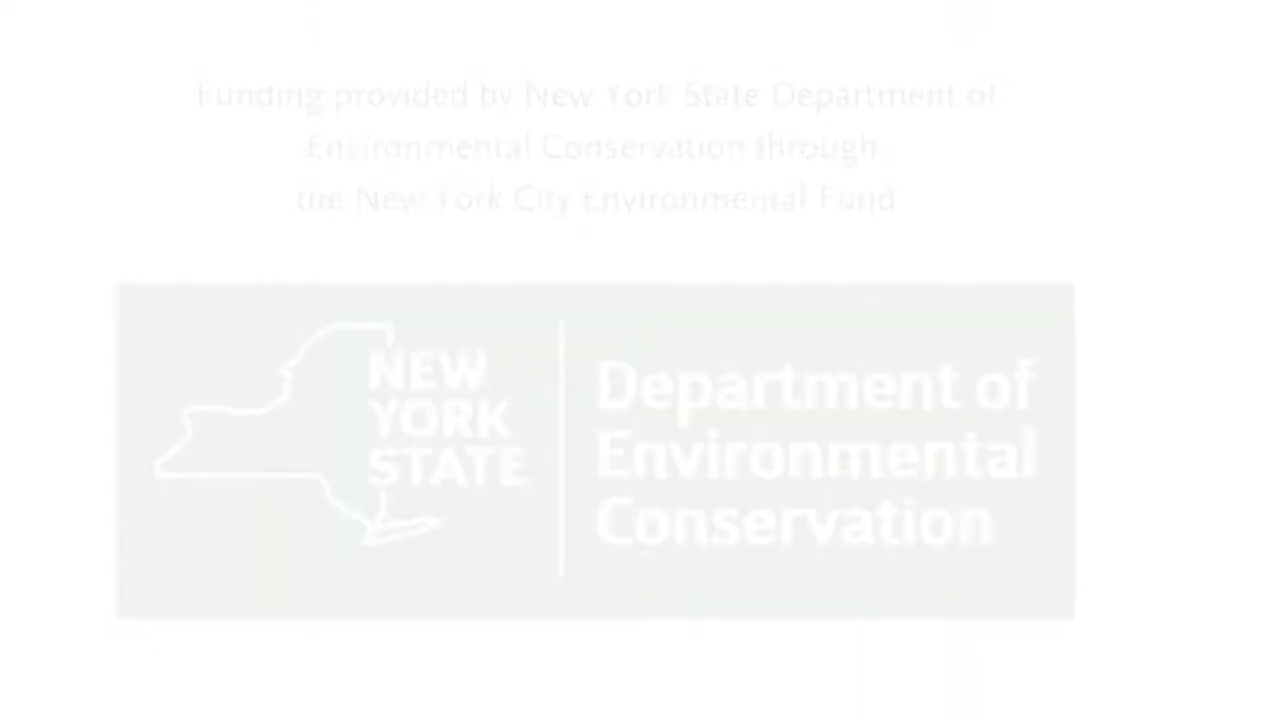 Funding provided by New York State Department of
Environmental Conservation through
the New York City Environmental Fund
NEW
YORK
STATE
Department of
Environmental
Conservation